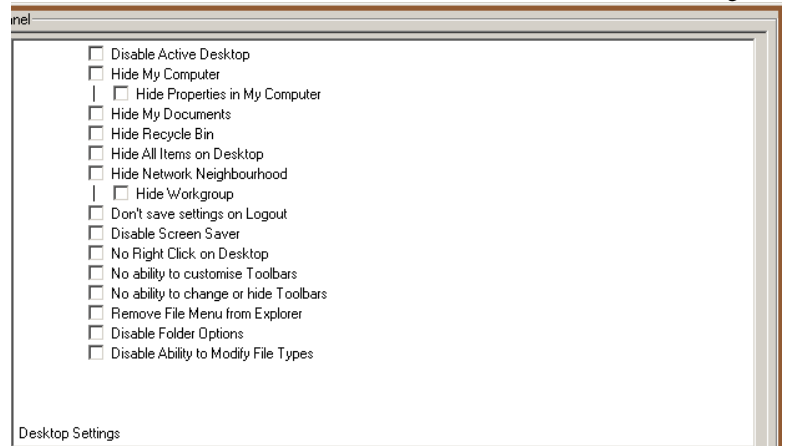 nel
Disable Active Desktop
Hide My Computer
Hide Properties in My Computer
Hide My Documents
Hide Recycle Bin
Hide All Items on Desktop
Hide Network Neighbourhood
Hide Workgroup
Don't save settings on Logout
Disable Screen Saver
No Right Click on Desktop
No ability to customise Toolbars
No ability to change or hide Toolbars
Remove File Menu from Explorer
Disable Folder Options
Disable Ability to Modify File Types
Desktop Settings